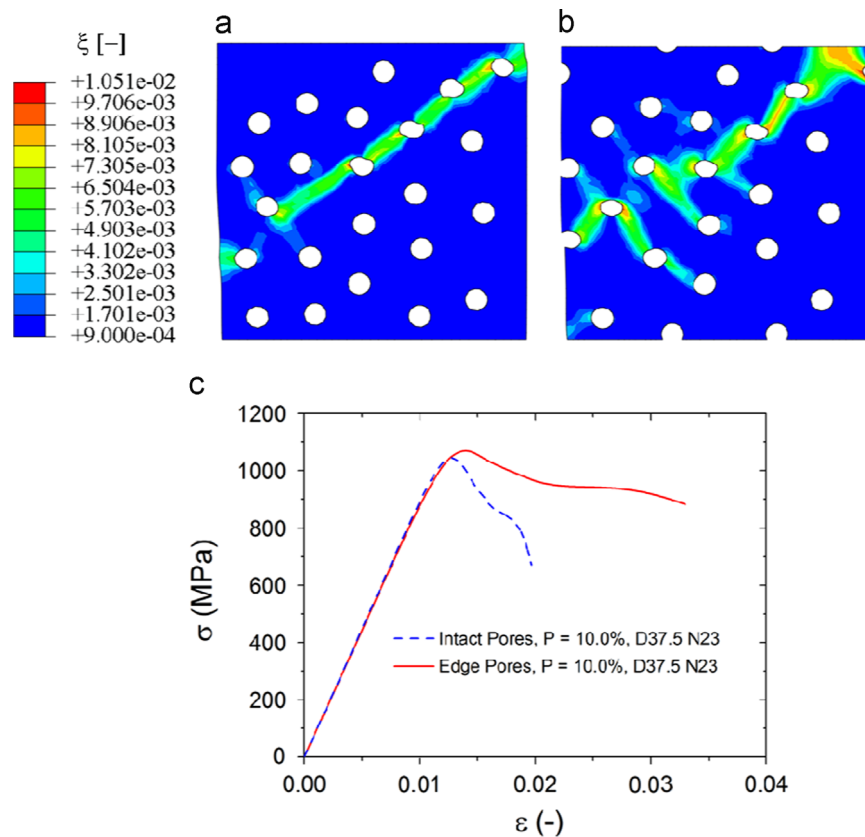 a
b
ξ [−]
+1.051e-02
+9.706e-03
+8.906e-03
+8.105e-03
+7.305e-03
+6.504e-03
+5.703e-03
+4.903e-03
+4.102e-03
+3.302e-03
+2.501e-03
+1.701e-03
+9.000e-04
c
1200
1000
800
600
400
200
0
σ (MPa)
Intact Pores, P = 10.0%, D37.5 N23
Edge Pores, P = 10.0%, D37.5 N23
0.00 0.01 0.02 0.03 0.04
ε (-)